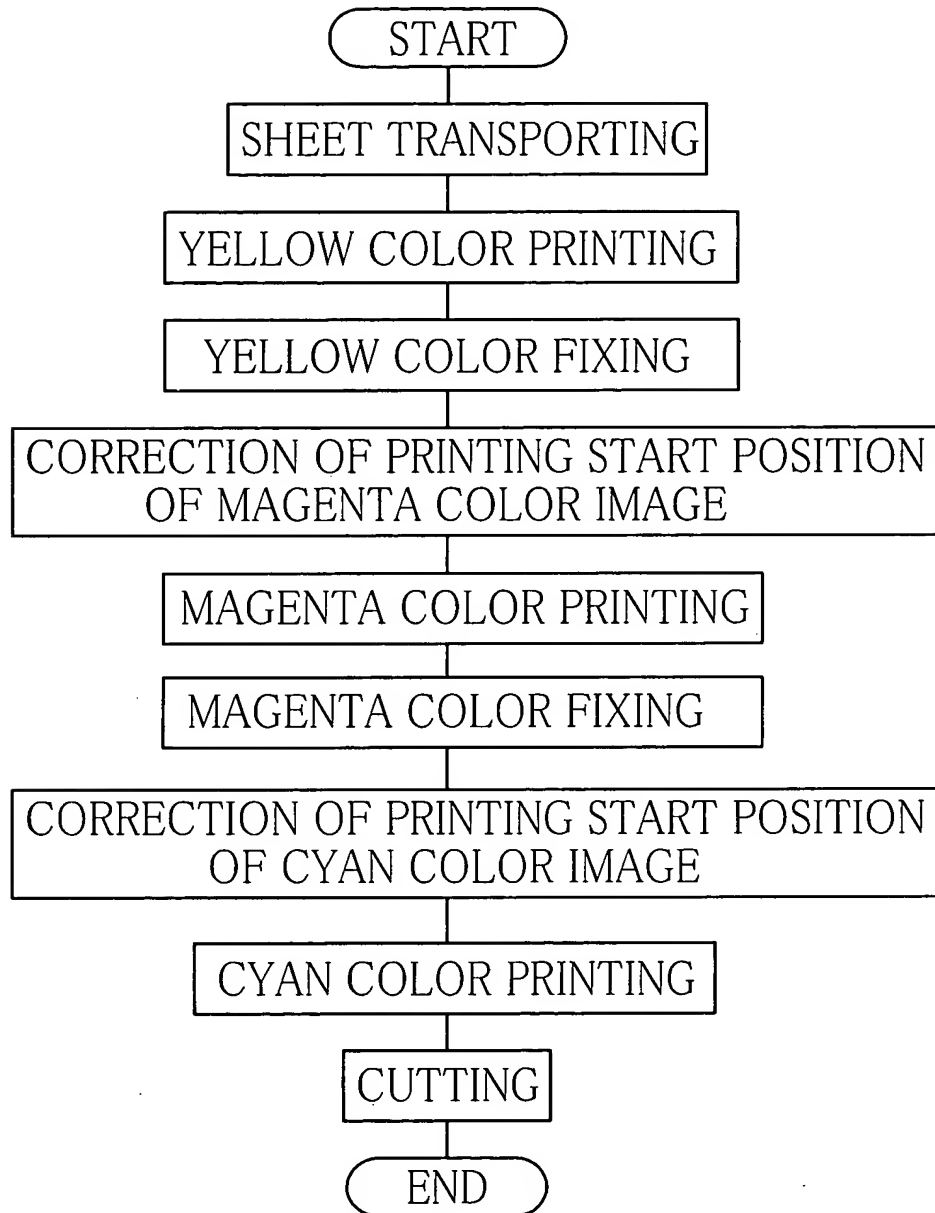 START
SHEET TRANSPORTING
YELLOW COLOR PRINTING
YELLOW COLOR FIXING
CORRECTION OF PRINTING START POSITION
OF MAGENTA COLOR IMAGE
MAGENTA COLOR PRINTING
MAGENTA COLOR FIXING
CORRECTION OF PRINTING START POSITION
OF CYAN COLOR IMAGE
CYAN COLOR PRINTING
CUTTING
END